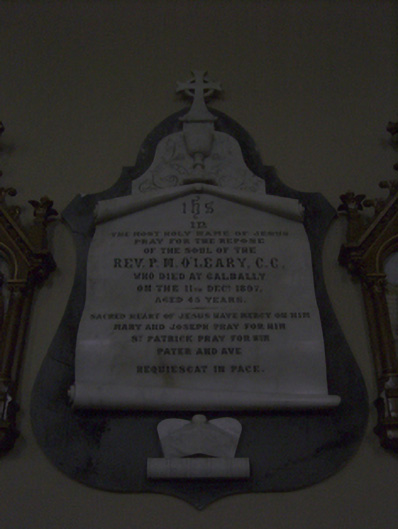 IHS
IN
THE MOST HOLY NAME OF JESUS
PRAY FOR THE REPOSE
OF THE SOUL OF THE
REV. P. M. O'LEARY, C.C.,
WHO DIED AT GALBALLY
ON THE 11TH DECR 1897,
AGED 45 YEARS.
SACRED HEART OF JESUS HAVE MERCY ON HIM
MARY AND JOSEPH PRAY FOR HIM
ST PATRICK PRAY FOR HIM
PATER AND AVE
REQUIESCAT IN PACE.